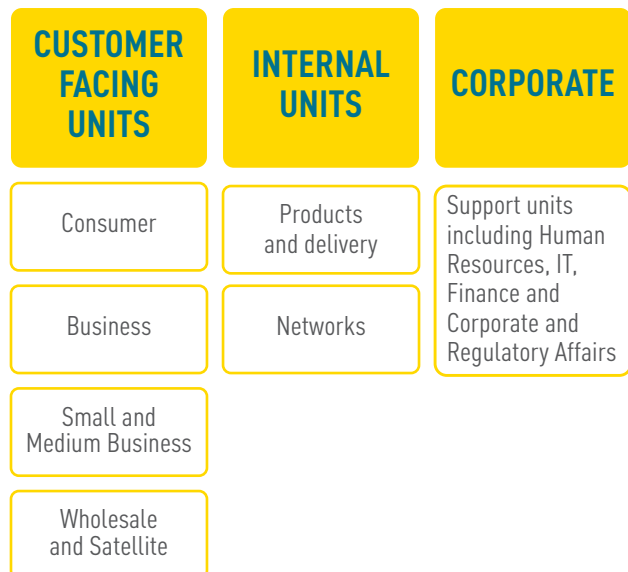 CUSTOMER
FACING
UNITS
Consumer
Business
Small and
Medium Business
Wholesale
and Satellite
INTERNAL
UNITS
Products
and delivery
Networks
CORPORATE
Support units
including Human
Resources, IT,
Finance and
Corporate and
Regulatory Affairs